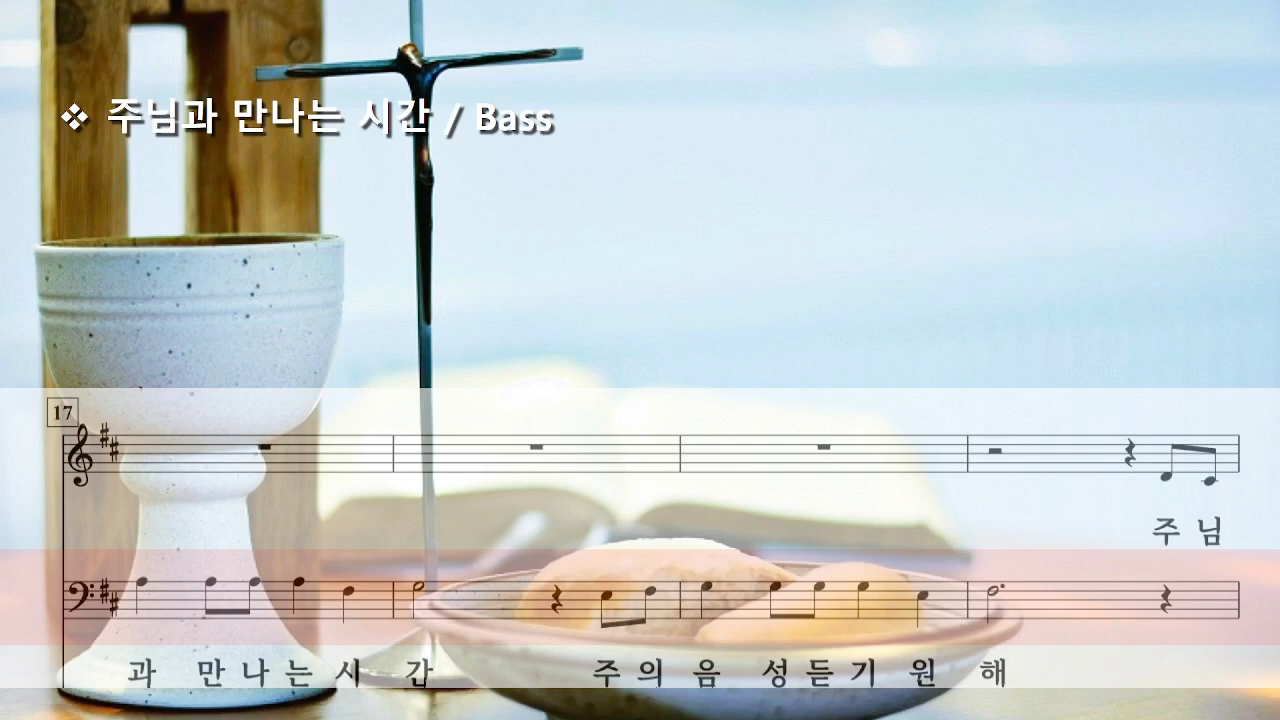 ❖ 주님과 만나는 시간 / Bass
17
주 님
과 만 나 는 시 간 주 의 음 성 듣 기 원 해